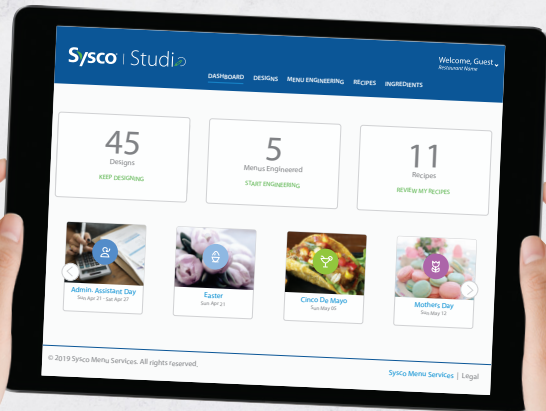 Sysco | Studio
Welcome, Guest
Restaurant Name
DASHBOARD DESIGNS MENU ENGINEERING RECIPES INGREDIENTS
45
Designs
KEEP DESIGNING
5
Menus Engineered
START ENGINEERING
11
Recipes
REVIEW MY RECIPES
Admin. Assistant Day
Sun Apr 21 - Sat Apr 27
Easter
Sun Apr 21
Cinco De Mayo
Sun May 05
Mothers Day
Sun May 12
© 2019 Sysco Menu Services. All rights reserved.
Sysco Menu Services | Legal